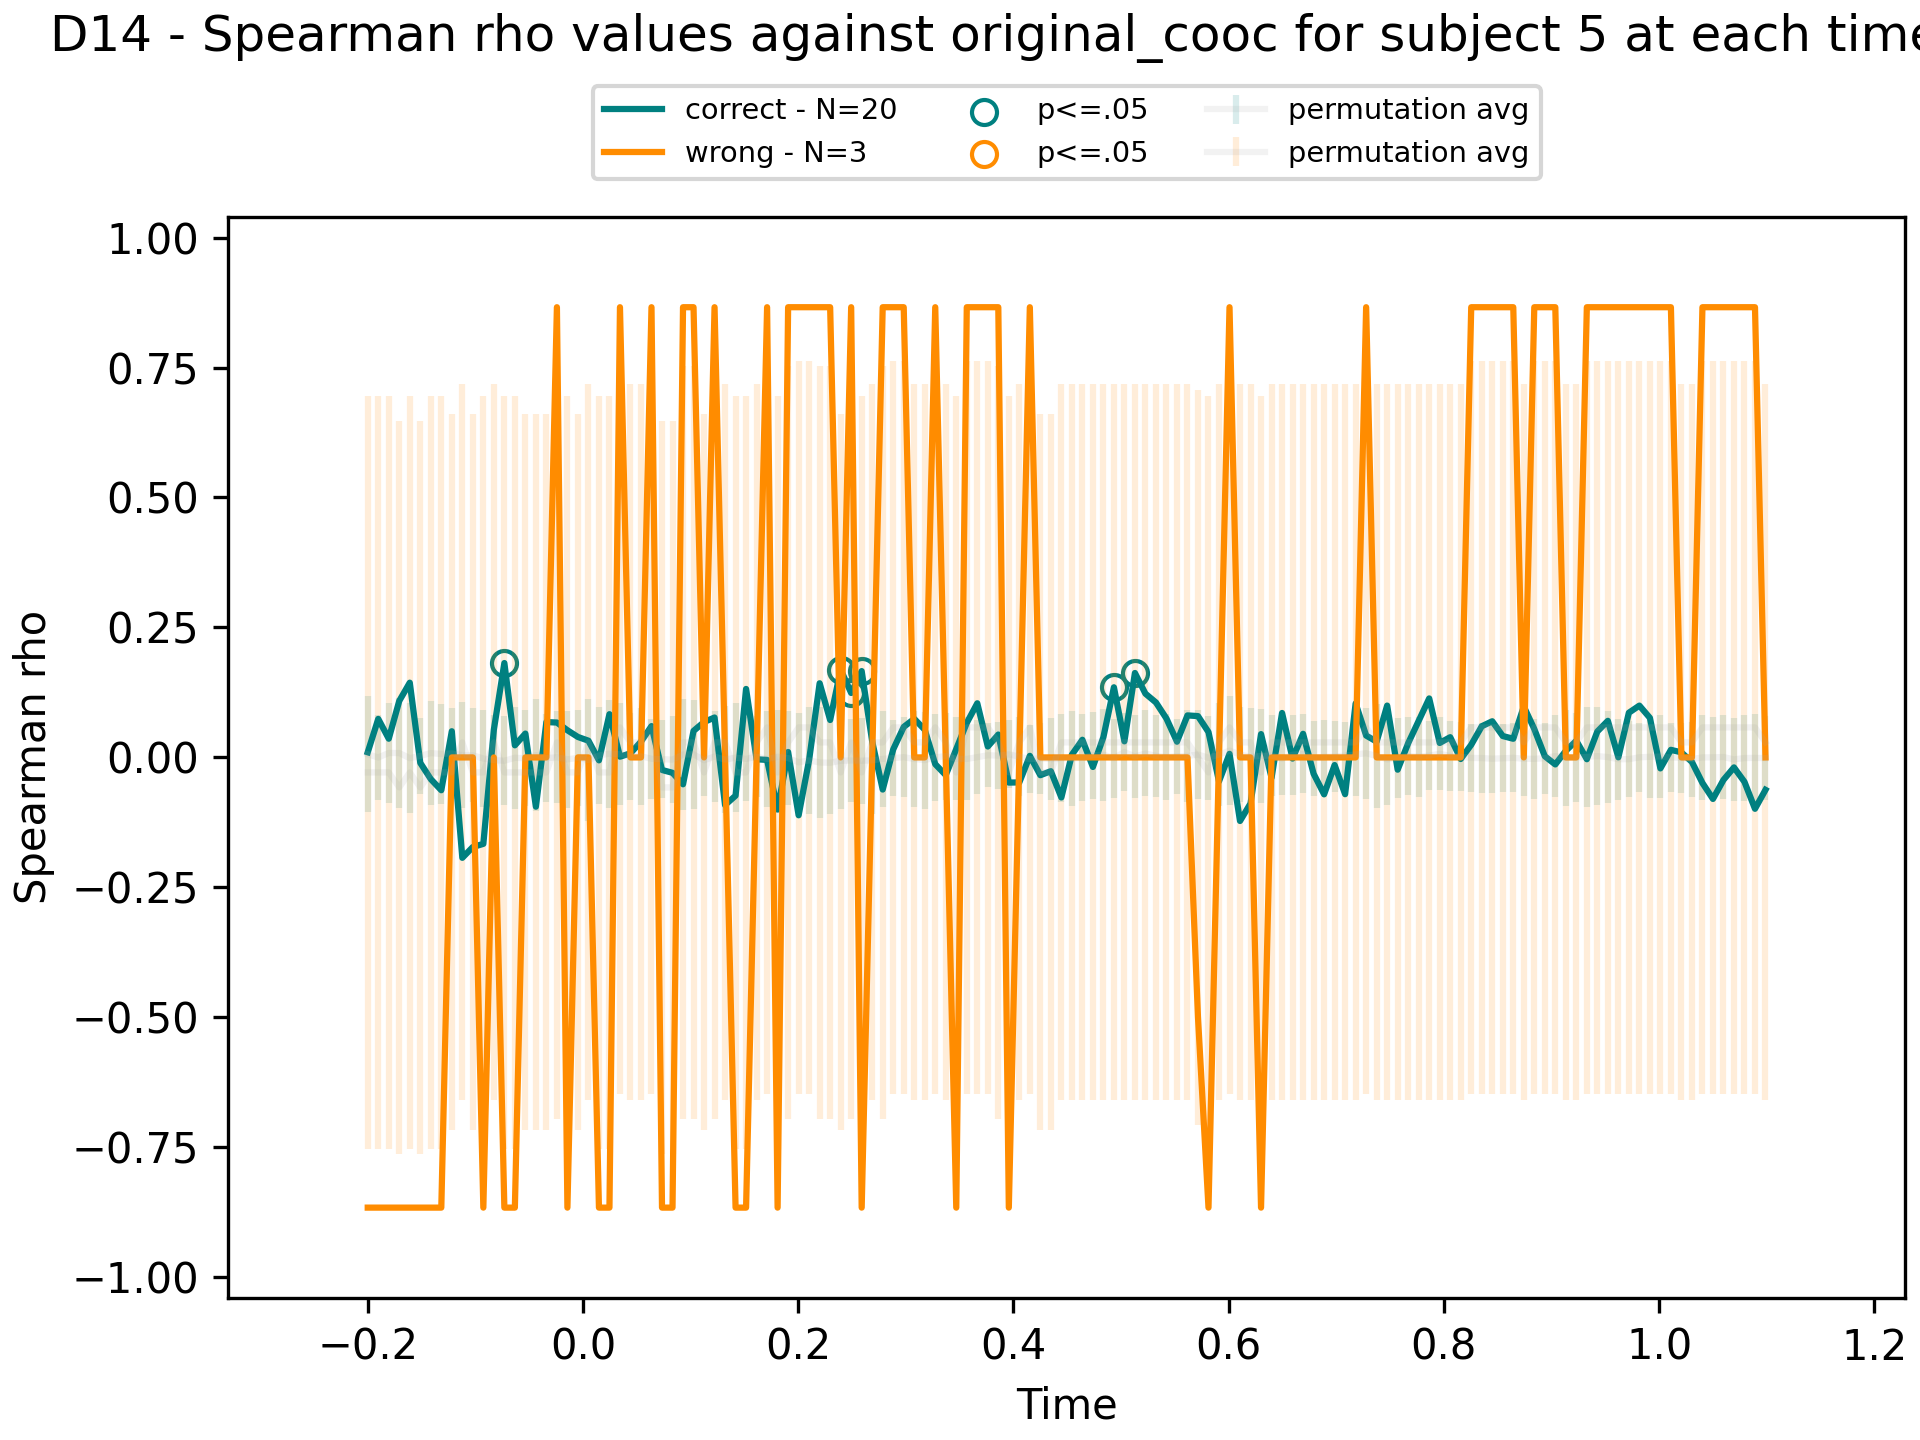 D14 - Spearman rho values against original_cooc for subject 5 at each time
correct - N=20 p<=.05 permutation avg
wrong - N=3 p<=.05 permutation avg
1.00
0.75
0.50
0.25
0.00
−0.25
−0.50
−0.75
−1.00
Spearman rho
−0.2 0.0 0.2 0.4 0.6 0.8 1.0 1.2
Time